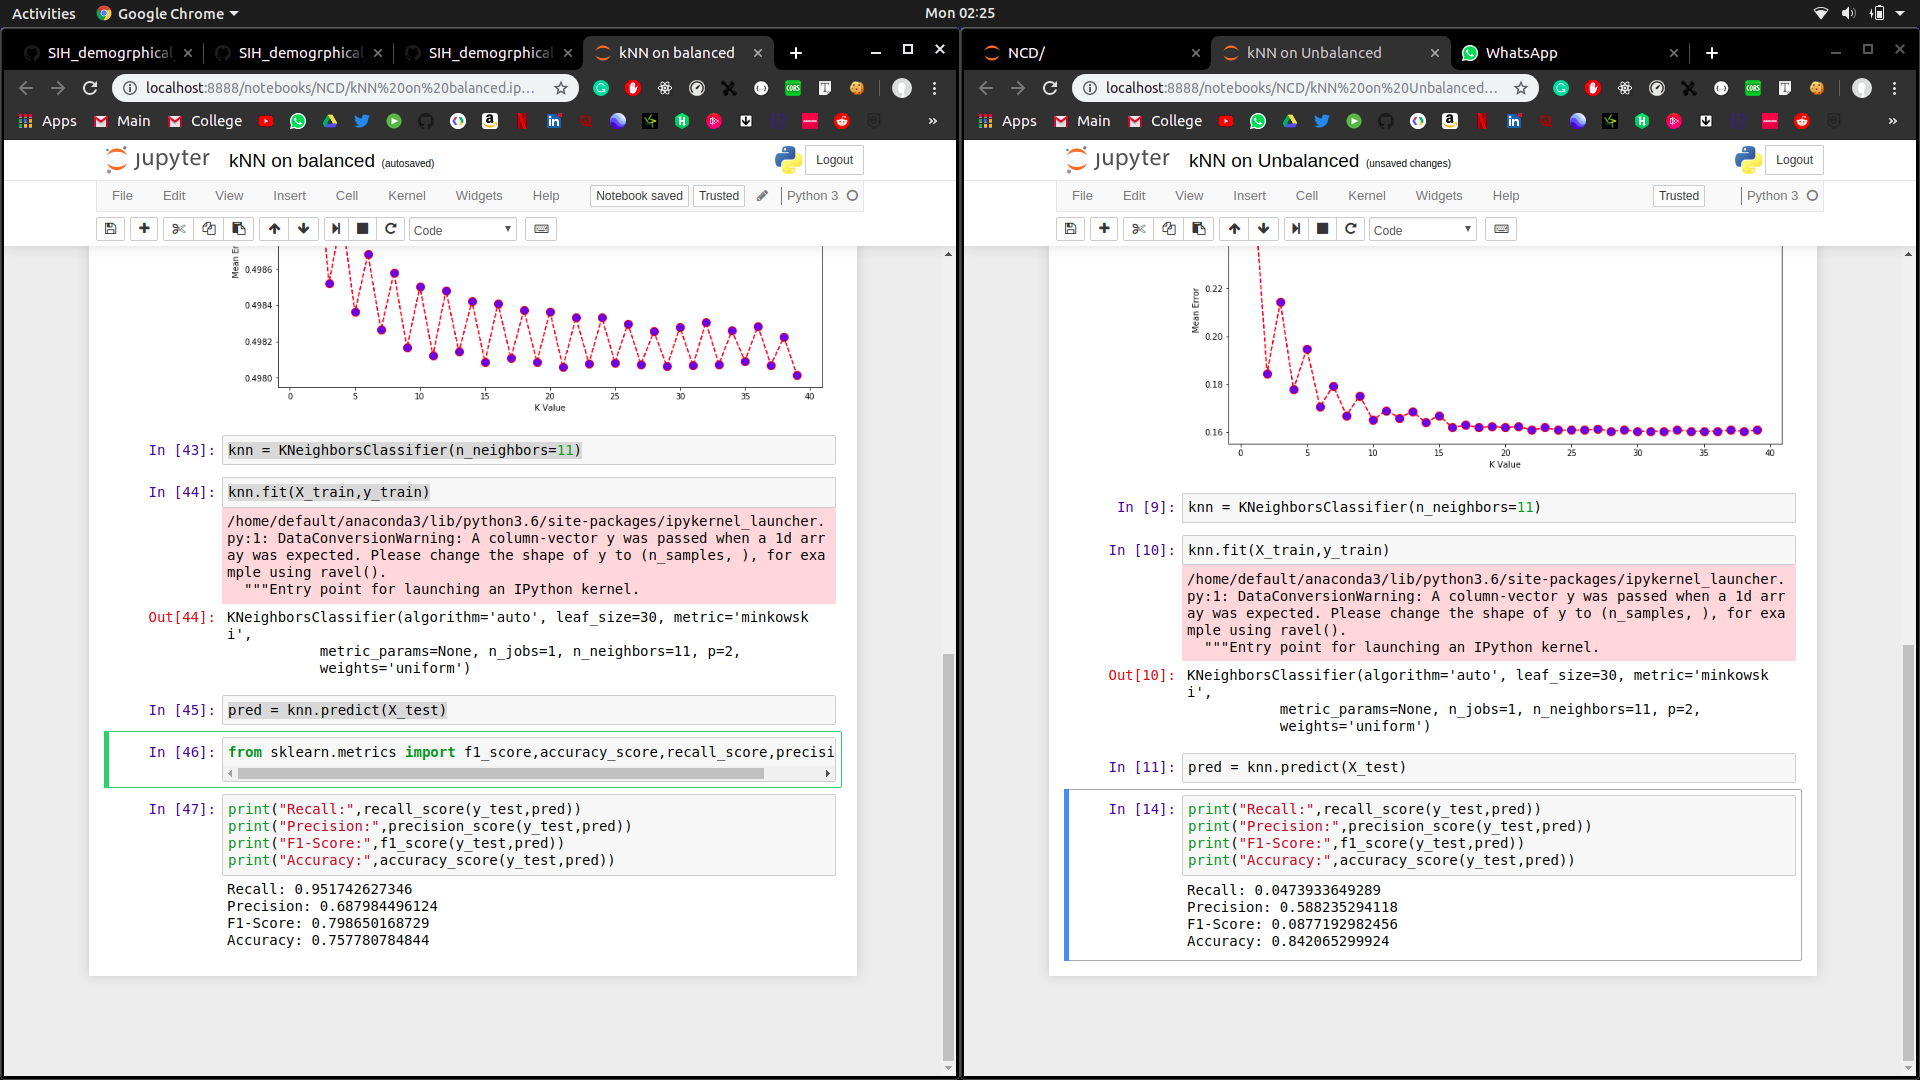 Activities Google Chrome Mon 02:25
SIH_demogrphical SIH_demogrphical SIH_demogrphical kNN on balanced
localhost:8888/notebooks/NCD/kNN%20on%20balanced.ip...
Apps Main College »
jupyter kNN on balanced (autosaved) Logout
File Edit View Insert Cell Kernel Widgets Help Notebook saved Trusted Python 3
Code
Mean Er
0.4986
0.4984
0.4982
0.4980
0 5 10 15 20 25 30 35 40
K Value
In [43]: knn = KNeighborsClassifier(n_neighbors=11)
In [44]: knn.fit(X_train,y_train)
/home/default/anaconda3/lib/python3.6/site-packages/ipykernel_launcher.
py:1: DataConversionWarning: A column-vector y was passed when a 1d arr
ay was expected. Please change the shape of y to (n_samples, ), for exa
mple using ravel().
"""Entry point for launching an IPython kernel.
Out[44]: KNeighborsClassifier(algorithm='auto', leaf_size=30, metric='minkowsk
i',
metric_params=None, n_jobs=1, n_neighbors=11, p=2,
weights='uniform')
In [45]: pred = knn.predict(X_test)
In [46]: from sklearn.metrics import f1_score,accuracy_score,recall_score,precisi
In [47]: print("Recall:",recall_score(y_test,pred))
print("Precision:",precision_score(y_test,pred))
print("F1-Score:",f1_score(y_test,pred))
print("Accuracy:",accuracy_score(y_test,pred))
Recall: 0.951742627346
Precision: 0.687984496124
F1-Score: 0.798650168729
Accuracy: 0.757780784844
NCD/ kNN on Unbalanced WhatsApp
localhost:8888/notebooks/NCD/kNN%20on%20Unbalanced...
Apps Main College »
jupyter kNN on Unbalanced (unsaved changes) Logout
File Edit View Insert Cell Kernel Widgets Help Trusted Python 3
Code
Mean Error
0.22
0.20
0.18
0.16
0 5 10 15 20 25 30 35 40
K Value
In [9]: knn = KNeighborsClassifier(n_neighbors=11)
In [10]: knn.fit(X_train,y_train)
/home/default/anaconda3/lib/python3.6/site-packages/ipykernel_launcher.
py:1: DataConversionWarning: A column-vector y was passed when a 1d arr
ay was expected. Please change the shape of y to (n_samples, ), for exa
mple using ravel().
"""Entry point for launching an IPython kernel.
Out[10]: KNeighborsClassifier(algorithm='auto', leaf_size=30, metric='minkowsk
i',
metric_params=None, n_jobs=1, n_neighbors=11, p=2,
weights='uniform')
In [11]: pred = knn.predict(X_test)
In [14]: print("Recall:",recall_score(y_test,pred))
print("Precision:",precision_score(y_test,pred))
print("F1-Score:",f1_score(y_test,pred))
print("Accuracy:",accuracy_score(y_test,pred))
Recall: 0.0473933649289
Precision: 0.588235294118
F1-Score: 0.0877192982456
Accuracy: 0.842065299924